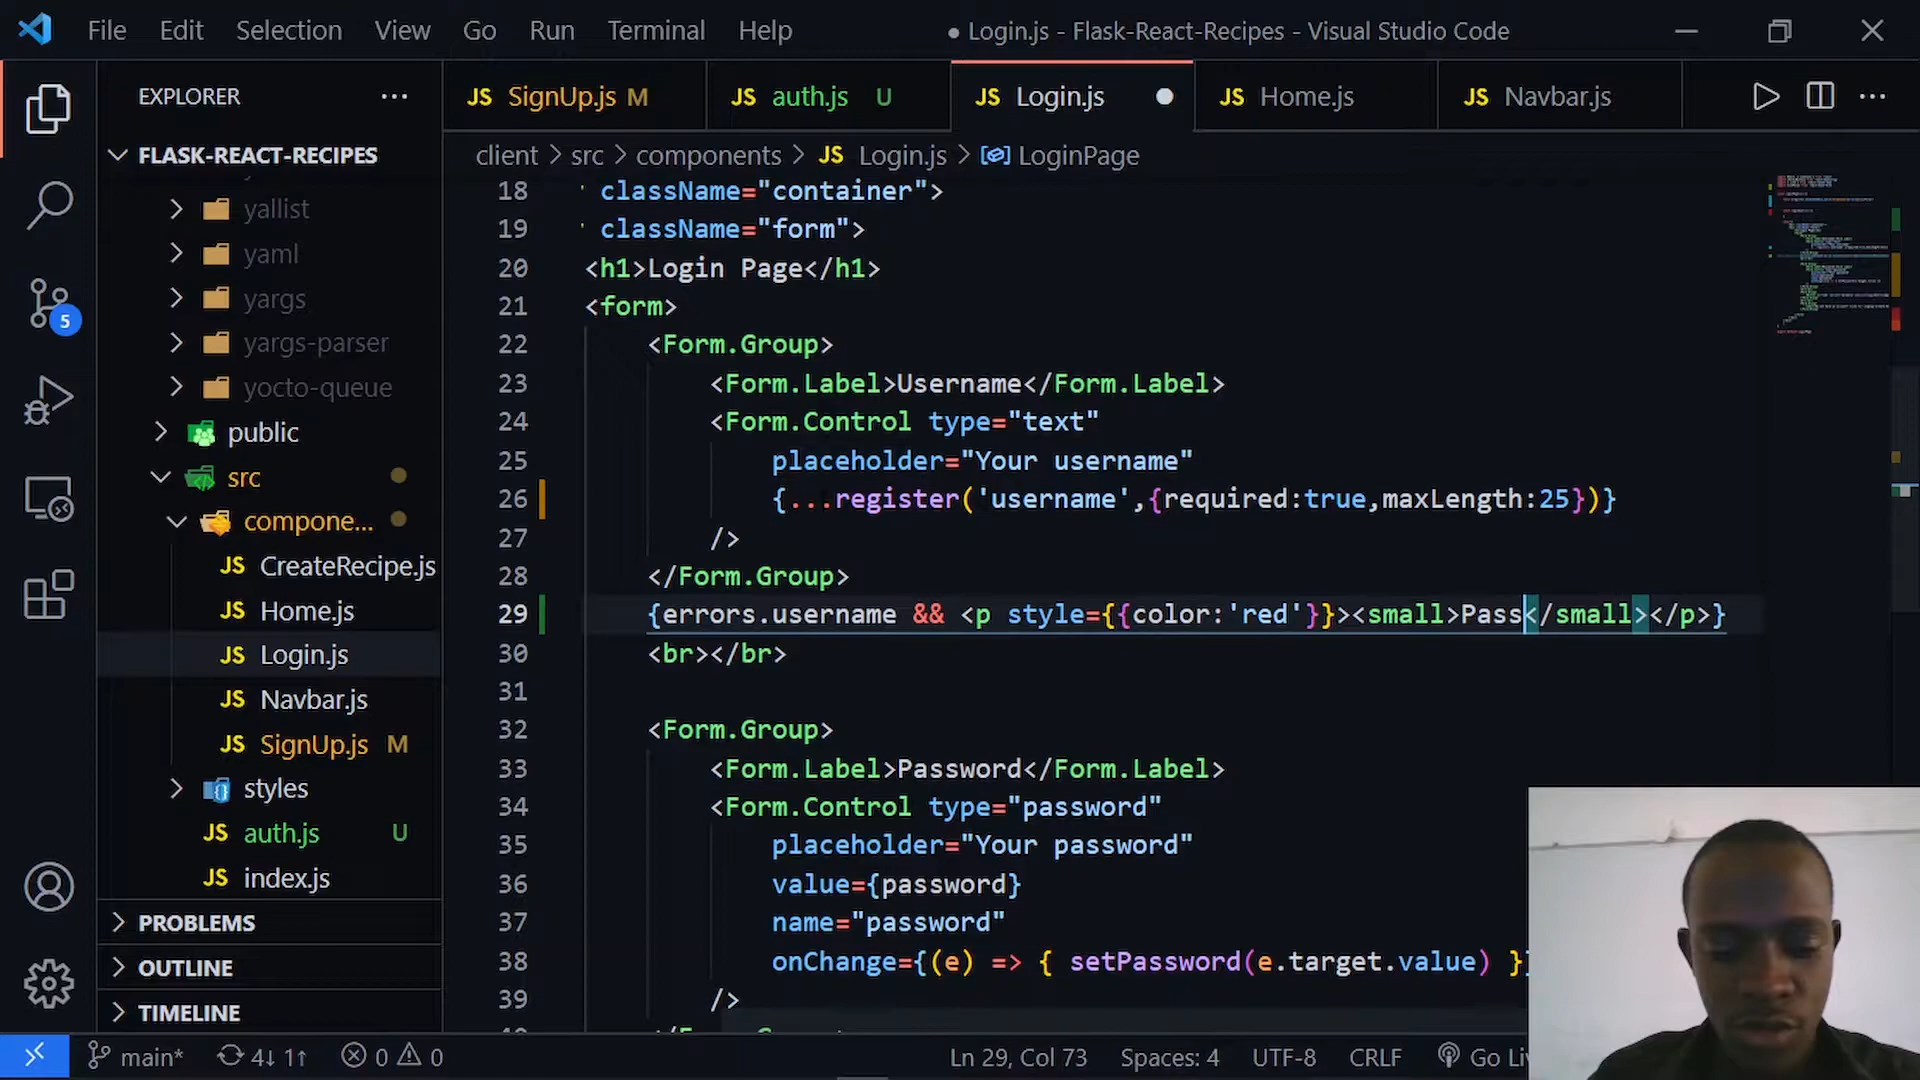 File Edit Selection View Go Run Terminal Help
● Login.js - Flask-React-Recipes - Visual Studio Code
EXPLORER ···
JS SignUp.js M
JS auth.js U
JS Login.js ●
JS Home.js
JS Navbar.js
FLASK-REACT-RECIPES
client > src > components > JS Login.js > LoginPage
yallist
yaml
yargs
yargs-parser
yocto-queue
public
src
compone...
JS CreateRecipe.js
JS Home.js
JS Login.js
JS Navbar.js
JS SignUp.js M
styles
JS auth.js U
JS index.js
PROBLEMS
OUTLINE
TIMELINE
5
18 className="container">
19 className="form">
20 <h1>Login Page</h1>
21 <form>
22 <Form.Group>
23 <Form.Label>Username</Form.Label>
24 <Form.Control type="text"
25 placeholder="Your username"
26 {...register('username',{required:true,maxLength:25})}
27 />
28 </Form.Group>
29 {errors.username && <p style={{color:'red'}}><small>Pass</small></p>}
30 <br></br>
31
32 <Form.Group>
33 <Form.Label>Password</Form.Label>
34 <Form.Control type="password"
35 placeholder="Your password"
36 value={password}
37 name="password"
38 onChange={(e) => { setPassword(e.target.value) }
39 />
main* 4↓ 1↑ 0 0
Ln 29, Col 73 Spaces: 4 UTF-8 CRLF Go